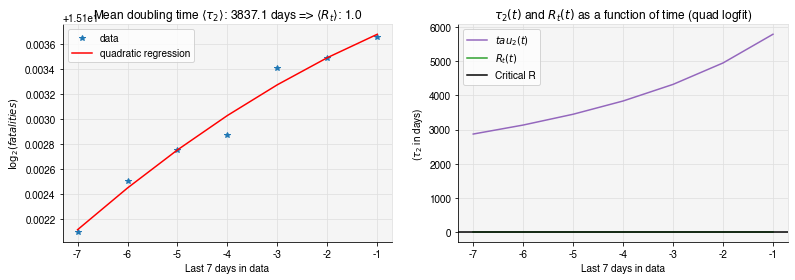 Mean doubling time ⟨τ₂⟩: 3837.1 days => ⟨Rₜ⟩: 1.0
+1.51e1
0.0036
0.0034
0.0032
0.0030
0.0028
0.0026
0.0024
0.0022
log₂(fatalities)
data
quadratic regression
-7 -6 -5 -4 -3 -2 -1
Last 7 days in data
τ₂(t) and Rₜ(t) as a function of time (quad logfit)
6000
5000
4000
3000
2000
1000
0
(τ₂ in days)
tau₂(t)
Rₜ(t)
Critical R
-7 -6 -5 -4 -3 -2 -1
Last 7 days in data